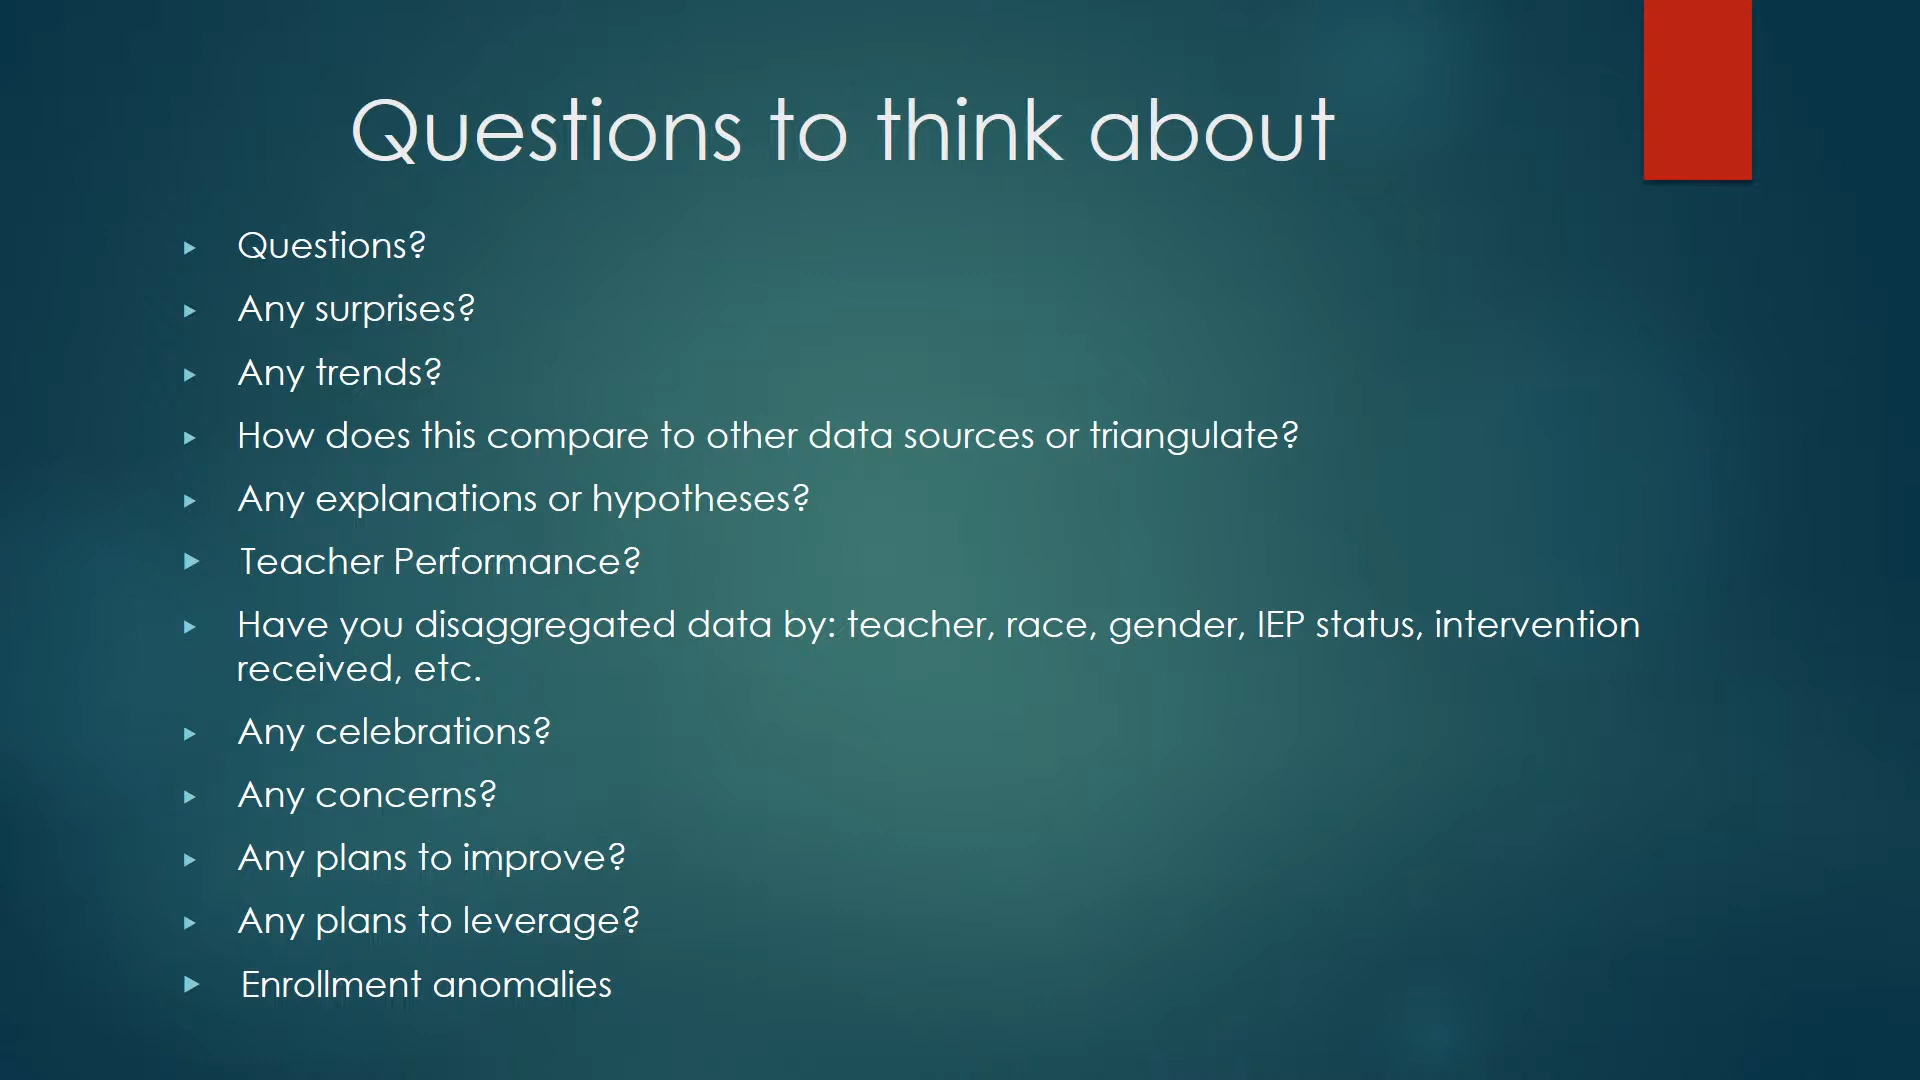 Questions to think about
Questions?
Any surprises?
Any trends?
How does this compare to other data sources or triangulate?
Any explanations or hypotheses?
Teacher Performance?
Have you disaggregated data by: teacher, race, gender, IEP status, intervention
received, etc.
Any celebrations?
Any concerns?
Any plans to improve?
Any plans to leverage?
Enrollment anomalies